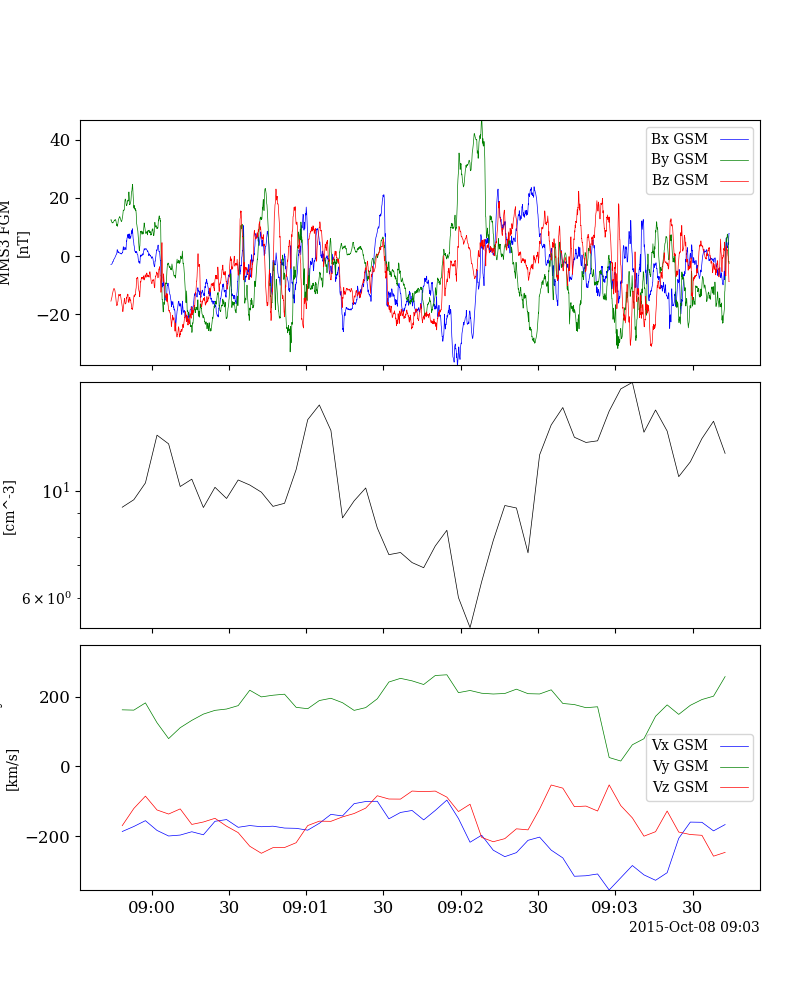 MMS3 FGM
[nT]
40
20
0
−20
Bx GSM
By GSM
Bz GSM
[cm^-3]
10¹
6 × 10⁰
[km/s]
200
0
−200
Vx GSM
Vy GSM
Vz GSM
09:00 30 09:01 30 09:02 30 09:03 30
2015-Oct-08 09:03